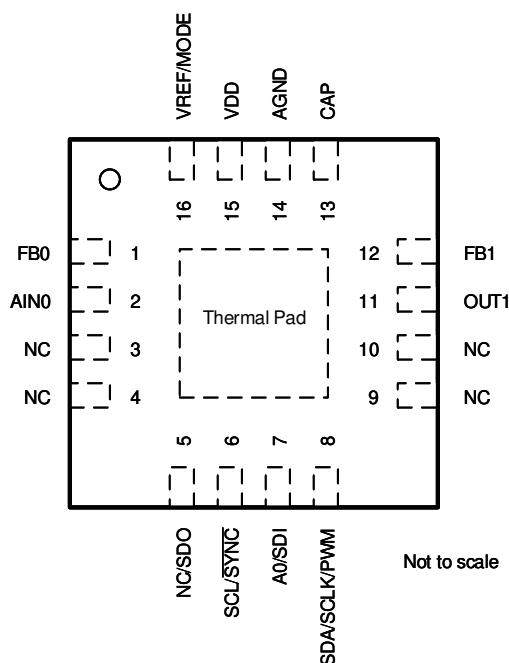 VREF/MODE
VDD
AGND
CAP
16
15
14
13
FB0
1
12
FB1
AIN0
2
Thermal Pad
11
OUT1
NC
3
10
NC
NC
4
9
NC
5
6
7
8
NC/SDO
SCL/SYNC
A0/SDI
SDA/SCLK/PWM
Not to scale